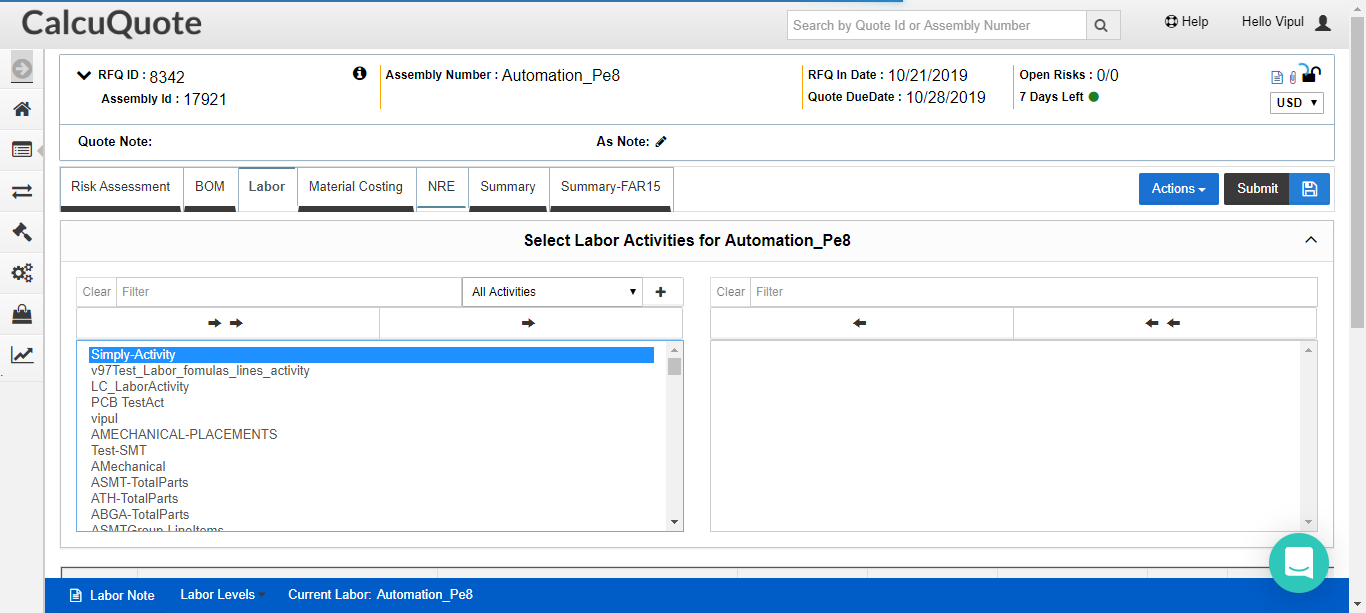 CalcuQuote
Search by Quote Id or Assembly Number
Help
Hello Vipul
RFQ ID : 8342
Assembly Number : Automation_Pe8
RFQ In Date : 10/21/2019
Open Risks : 0/0
Assembly Id : 17921
Quote DueDate : 10/28/2019
7 Days Left
USD
Quote Note:
As Note:
Risk Assessment
BOM
Labor
Material Costing
NRE
Summary
Summary-FAR15
Actions
Submit
Select Labor Activities for Automation_Pe8
Clear
Filter
All Activities
Clear
Filter
Simply-Activity
v97Test_Labor_fomulas_lines_activity
LC_LaborActivity
PCB TestAct
vipul
AMECHANICAL-PLACEMENTS
Test-SMT
AMechanical
ASMT-TotalParts
ATH-TotalParts
ABGA-TotalParts
ASMTGroup-LineItems
Labor Note
Labor Levels
Current Labor: Automation_Pe8